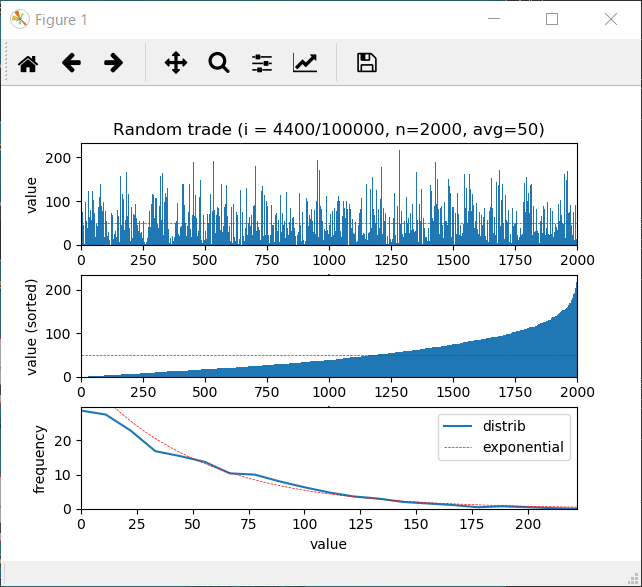 Figure 1
Random trade (i = 4400/100000, n=2000, avg=50)
value
200
100
0
0 250 500 750 1000 1250 1500 1750 2000
value (sorted)
200
100
0
0 250 500 750 1000 1250 1500 1750 2000
frequency
20
10
0
distrib
exponential
0 25 50 75 100 125 150 175 200
value